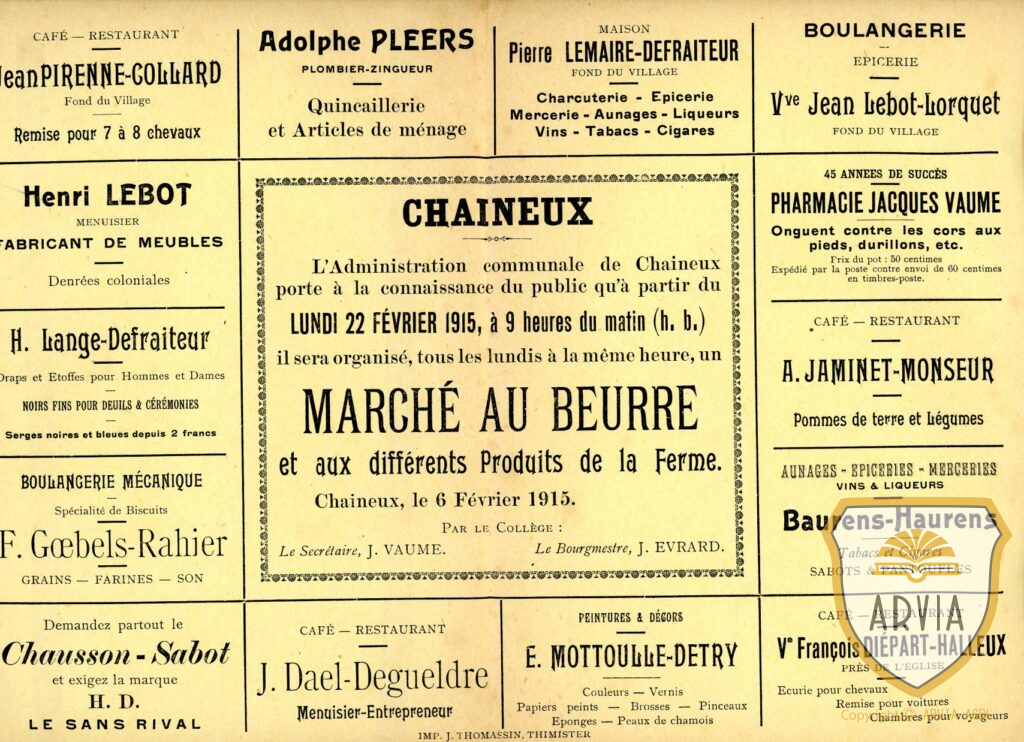 CAFÉ — RESTAURANT
Jean PIRENNE-COLLARD
Fond du Village
Remise pour 7 à 8 chevaux
Adolphe PLEERS
PLOMBIER-ZINGUEUR
Quincaillerie
et Articles de ménage
MAISON
Pierre LEMAIRE-DEFRAITEUR
FOND DU VILLAGE
Charcuterie - Epicerie
Mercerie - Aunages - Liqueurs
Vins - Tabacs - Cigares
BOULANGERIE
EPICERIE
Vve Jean Lebot-Lorquet
FOND DU VILLAGE
Henri LEBOT
MENUISIER
FABRICANT DE MEUBLES
Denrées coloniales
H. Lange-Defraiteur
Draps et Etoffes pour Hommes et Dames
NOIRS FINS POUR DEUILS & CÉRÉMONIES
Serges noires et bleues depuis 2 francs
BOULANGERIE MÉCANIQUE
Spécialité de Biscuits
F. Gœbels-Rahier
GRAINS — FARINES — SON
CHAINEUX
L'Administration communale de Chaineux
porte à la connaissance du public qu'à partir du
LUNDI 22 FÉVRIER 1915, à 9 heures du matin (h. b.)
il sera organisé, tous les lundis à la même heure, un
MARCHÉ AU BEURRE
et aux différents Produits de la Ferme.
Chaineux, le 6 Février 1915.
PAR LE COLLÈGE :
Le Secrétaire, J. VAUME.
Le Bourgmestre, J. EVRARD.
45 ANNEES DE SUCCÈS
PHARMACIE JACQUES VAUME
Onguent contre les cors aux
pieds, durillons, etc.
Prix du pot : 50 centimes
Expédié par la poste contre envoi de 60 centimes
en timbres-poste.
CAFÉ — RESTAURANT
A. JAMINET-MONSEUR
Pommes de terre et Légumes
AUNAGES - EPICERIES - MERCERIES
VINS & LIQUEURS
Baurens-Haurens
Tabacs et Cigares
SABOTS & PANTOUFLES
Demandez partout le
Chausson - Sabot
et exigez la marque
H. D.
LE SANS RIVAL
CAFÉ — RESTAURANT
J. Dael-Degueldre
Menuisier-Entrepreneur
PEINTURES & DÉCORS
E. MOTTOULLE-DETRY
Couleurs — Vernis
Papiers peints — Brosses — Pinceaux
Eponges — Peaux de chamois
CAFÉ — RESTAURANT
Ve François DIÉPART-HALLEUX
PRÈS DE L'EGLISE
Ecurie pour chevaux
Remise pour voitures
Chambres pour voyageurs
IMP. J. THOMASSIN, THIMISTER
ARVIA
Copyright © ARVIA ASBL